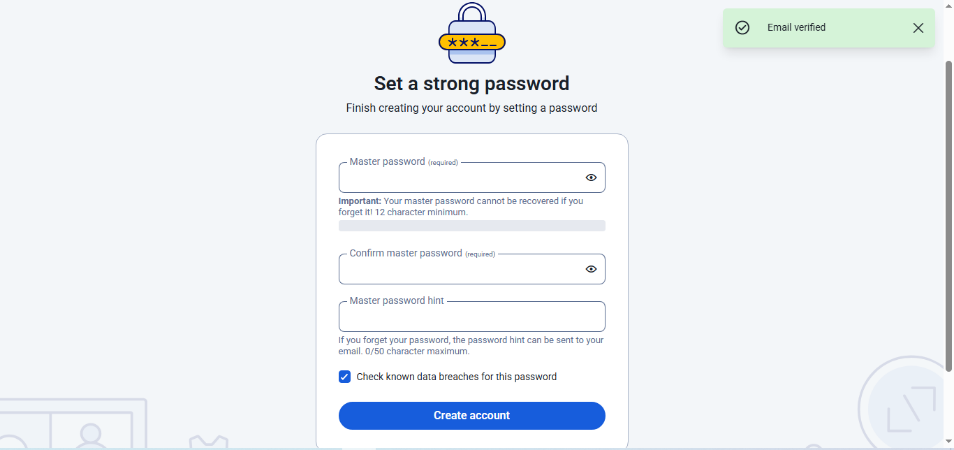 Email verified
***__
Set a strong password
Finish creating your account by setting a password
Master password (required)
Important: Your master password cannot be recovered if you
forget it! 12 character minimum.
Confirm master password (required)
Master password hint
If you forget your password, the password hint can be sent to your
email. 0/50 character maximum.
Check known data breaches for this password
Create account